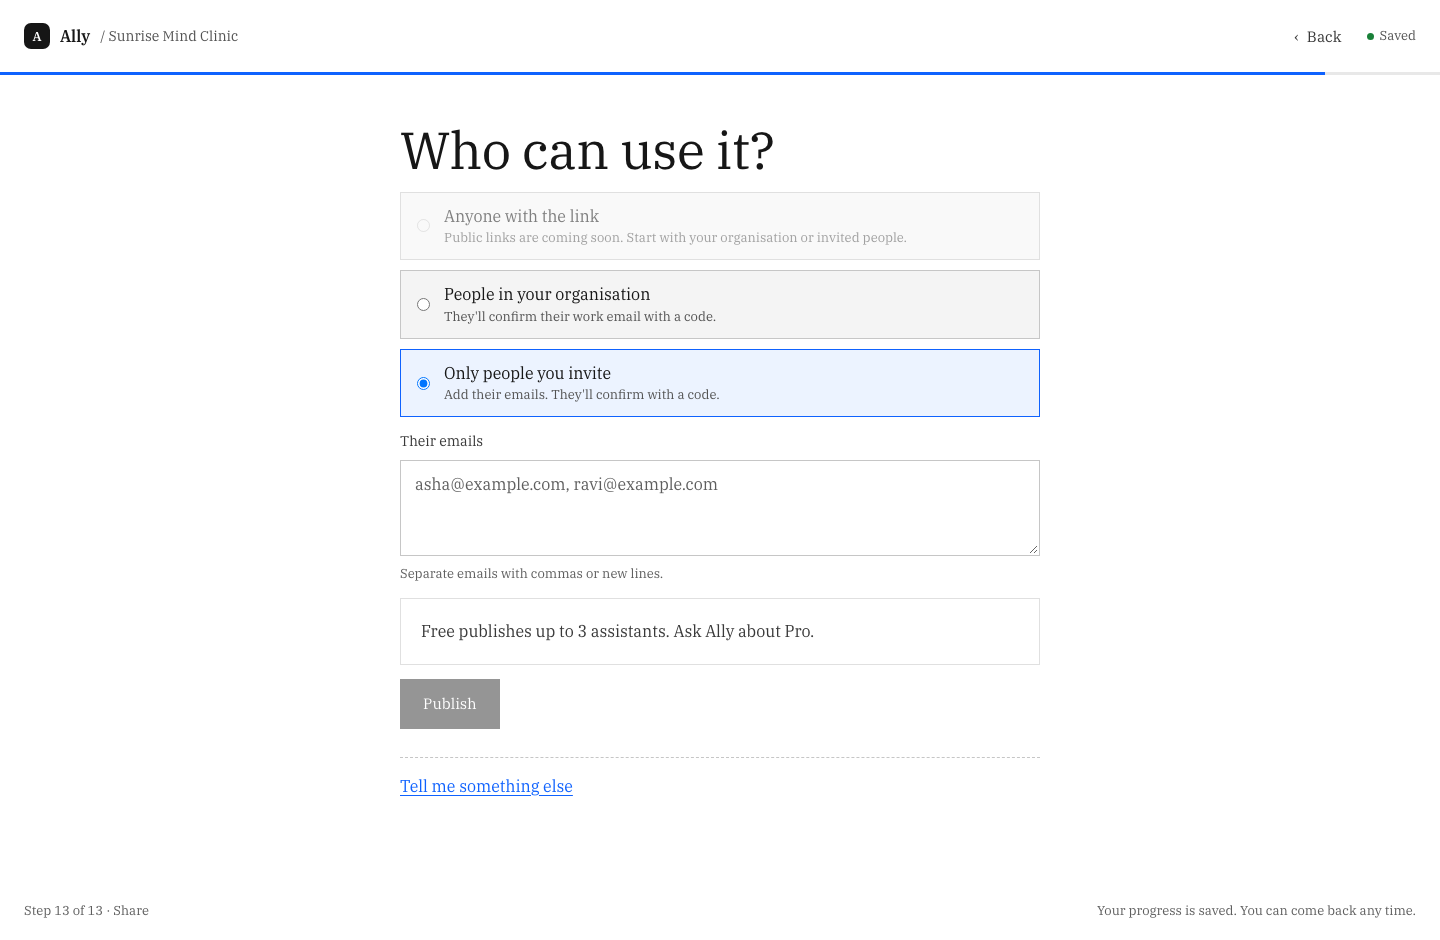 A Ally / Sunrise Mind Clinic
‹ Back
Saved
Who can use it?
Anyone with the link
Public links are coming soon. Start with your organisation or invited people.
People in your organisation
They'll confirm their work email with a code.
Only people you invite
Add their emails. They'll confirm with a code.
Their emails
asha@example.com, ravi@example.com
Separate emails with commas or new lines.
Free publishes up to 3 assistants. Ask Ally about Pro.
Publish
Tell me something else
Step 13 of 13 · Share
Your progress is saved. You can come back any time.